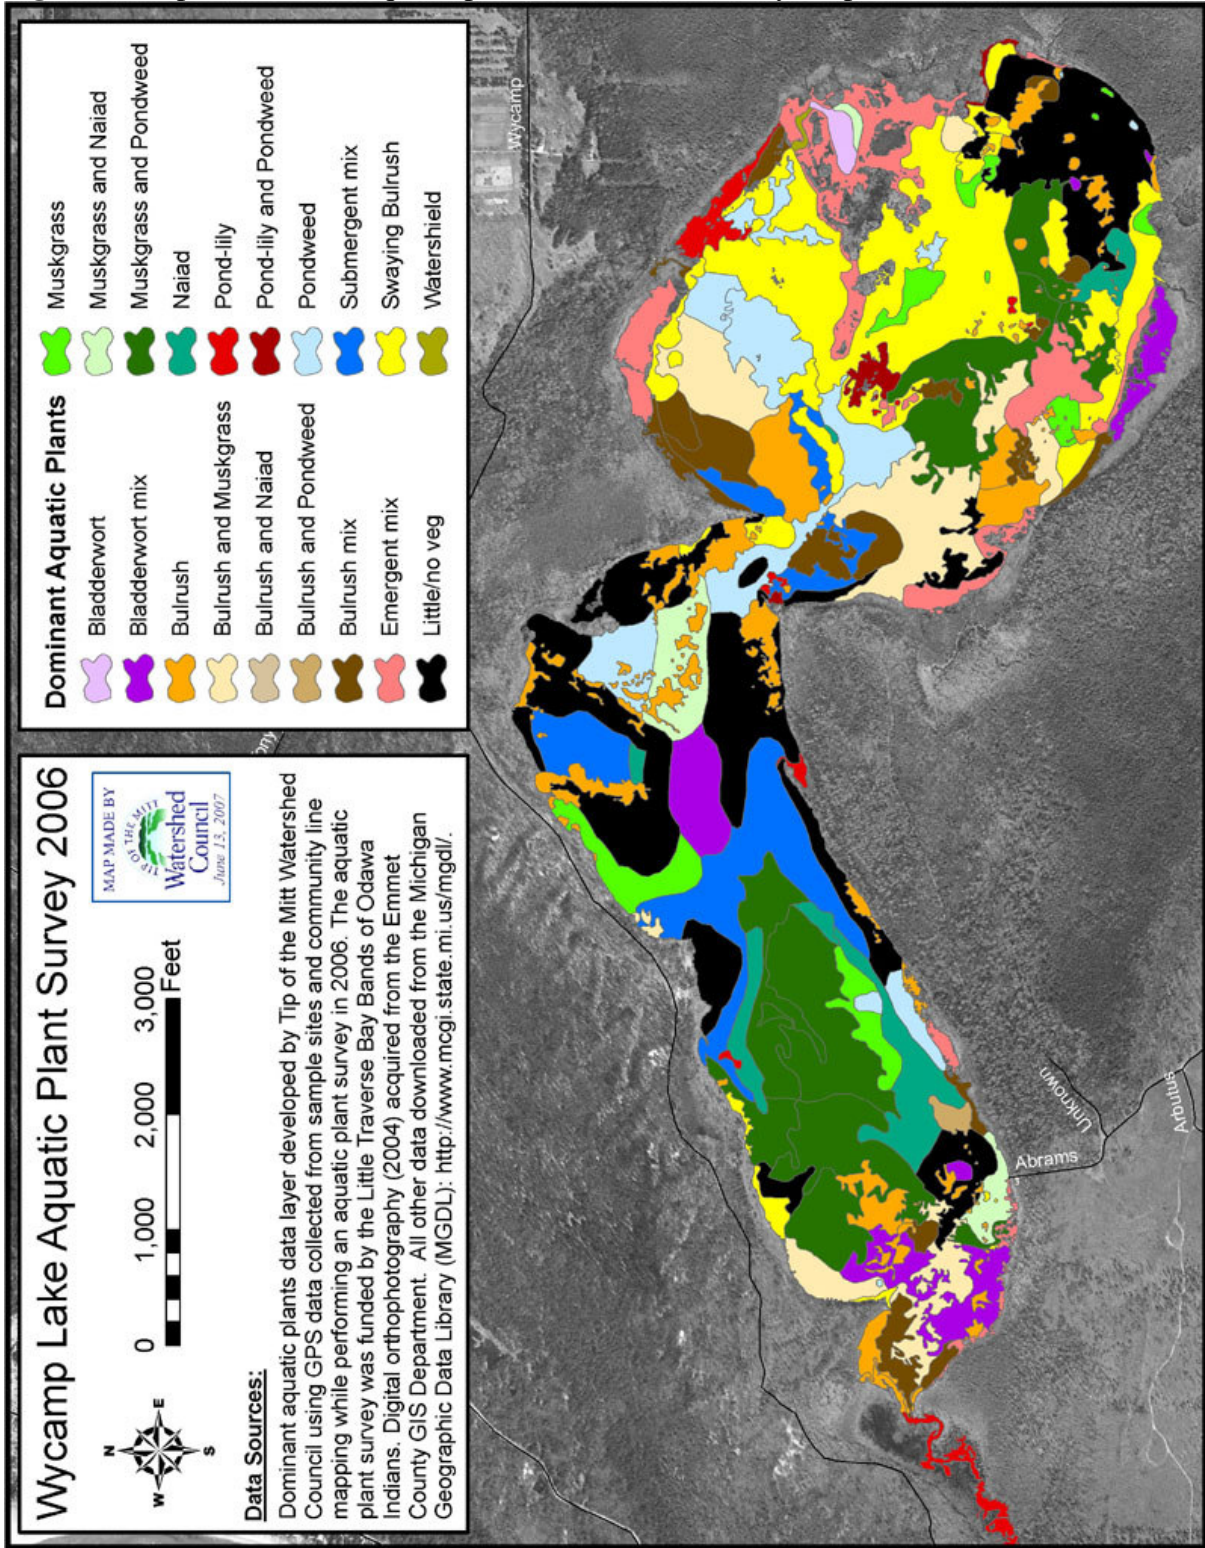 Wycamp Lake Aquatic Plant Survey 2006
N
W
E
S
0
1,000
2,000
3,000
Feet
MAP MADE BY
TIP OF THE MITT
Watershed
Council
June 13, 2007
Data Sources:
Dominant aquatic plants data layer developed by Tip of the Mitt Watershed
Council using GPS data collected from sample sites and community line
mapping while performing an aquatic plant survey in 2006. The aquatic
plant survey was funded by the Little Traverse Bay Bands of Odawa
Indians. Digital orthophotography (2004) acquired from the Emmet
County GIS Department. All other data downloaded from the Michigan
Geographic Data Library (MGDL): http://www.mcgi.state.mi.us/mgdl/.
Dominant Aquatic Plants
Bladderwort
Bladderwort mix
Bulrush
Bulrush and Muskgrass
Bulrush and Naiad
Bulrush and Pondweed
Bulrush mix
Emergent mix
Little/no veg
Muskgrass
Muskgrass and Naiad
Muskgrass and Pondweed
Naiad
Pond-lily
Pond-lily and Pondweed
Pondweed
Submergent mix
Swaying Bulrush
Watershield
Wycamp
Abrams
Unknown
Arbutus